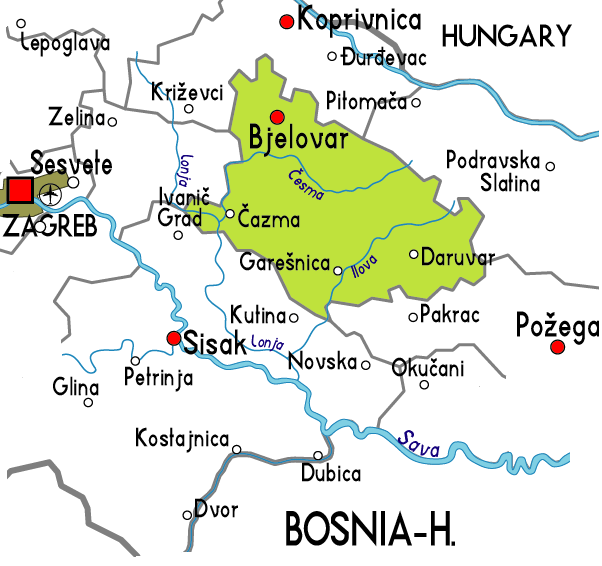 Koprivnica
HUNGARY
Lepoglava
Đurđevac
Križevci
Pitomača
Zelina
Bjelovar
Sesvete
Lonja
Podravska
Slatina
Česma
Ivanić
Grad
Čazma
ZAGREB
Garešnica
Ilova
Daruvar
Kutina
Pakrac
Požega
Sisak
Lonja
Novska
Okučani
Petrinja
Glina
Kostajnica
Sava
Dubica
Dvor
BOSNIA-H.